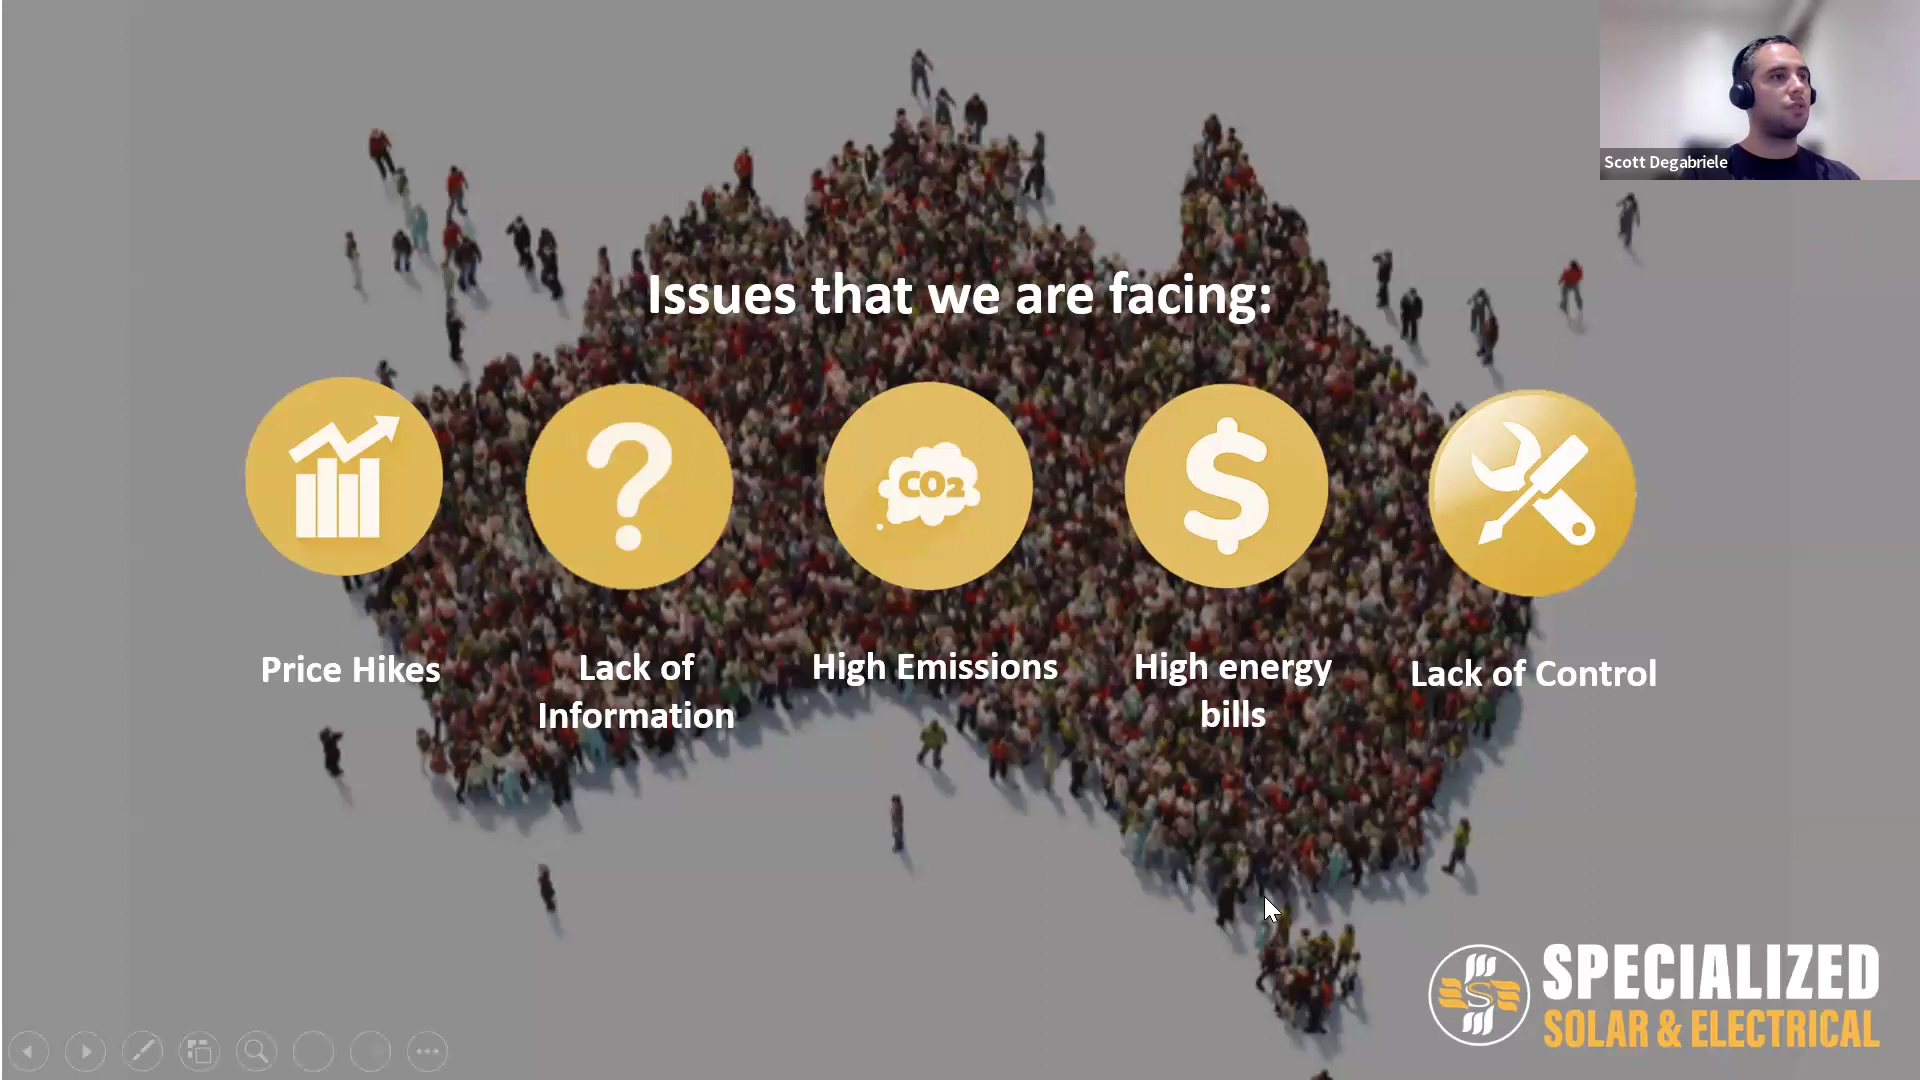 Scott Degabriele
Issues that we are facing:
CO2
$
Price Hikes
Lack of
Information
High Emissions
High energy
bills
Lack of Control
SPECIALIZED
SOLAR & ELECTRICAL